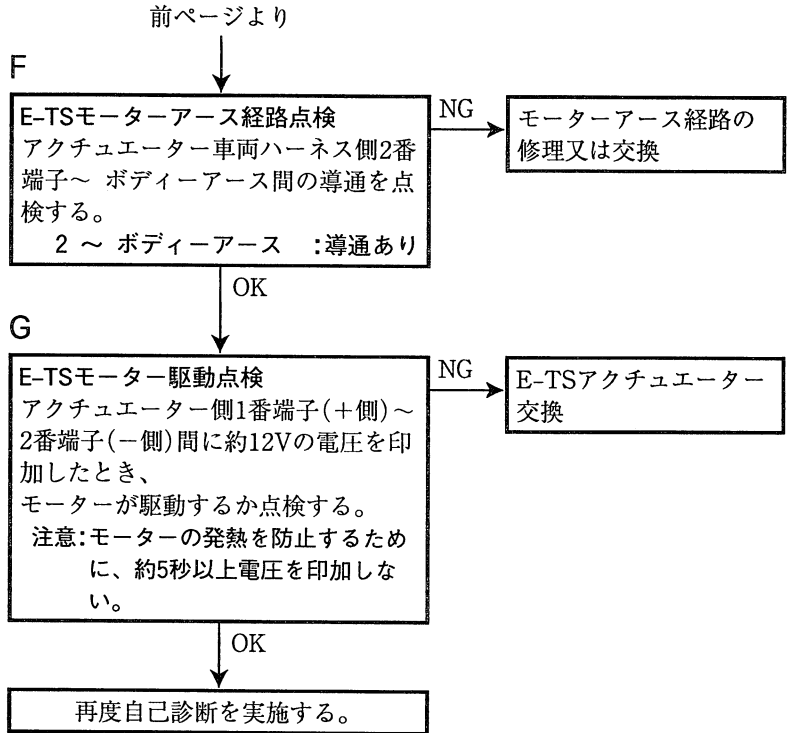 前ページより
F
E-TSモーターアース経路点検
アクチュエーター車両ハーネス側2番
端子～ ボディーアース間の導通を点
検する。
2 ～ ボディーアース :導通あり
NG
モーターアース経路の
修理又は交換
OK
G
E-TSモーター駆動点検
アクチュエーター側1番端子(＋側)～
2番端子(－側)間に約12Vの電圧を印
加したとき、
モーターが駆動するか点検する。
注意:モーターの発熱を防止するため
に、約5秒以上電圧を印加しな
い。
NG
E-TSアクチュエーター
交換
OK
再度自己診断を実施する。